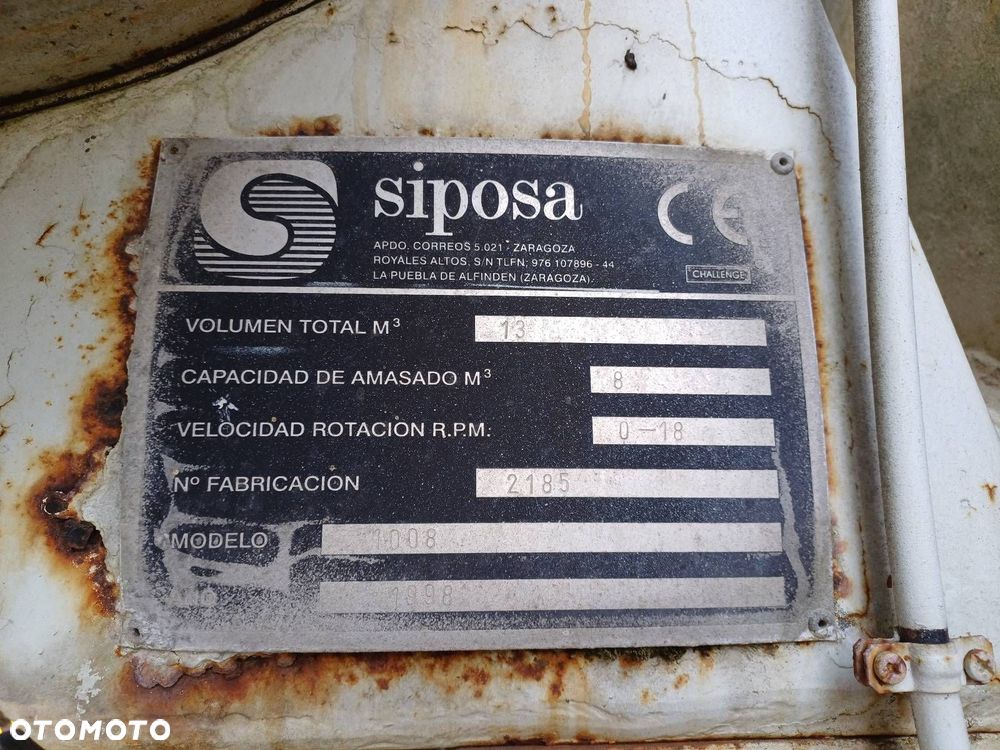 siposa
CE
APDO. CORREOS 5.021 - ZARAGOZA
ROYALES ALTOS, S/N TLFN; 976 107896 - 44
LA PUEBLA DE ALFINDEN (ZARAGOZA).
CHALLENGE
VOLUMEN TOTAL M³ 13
CAPACIDAD DE AMASADO M³ 8
VELOCIDAD ROTACION R.P.M. 0-18
Nº FABRICACIÓN 2185
MODELO 1008
1998
OTOMOTO